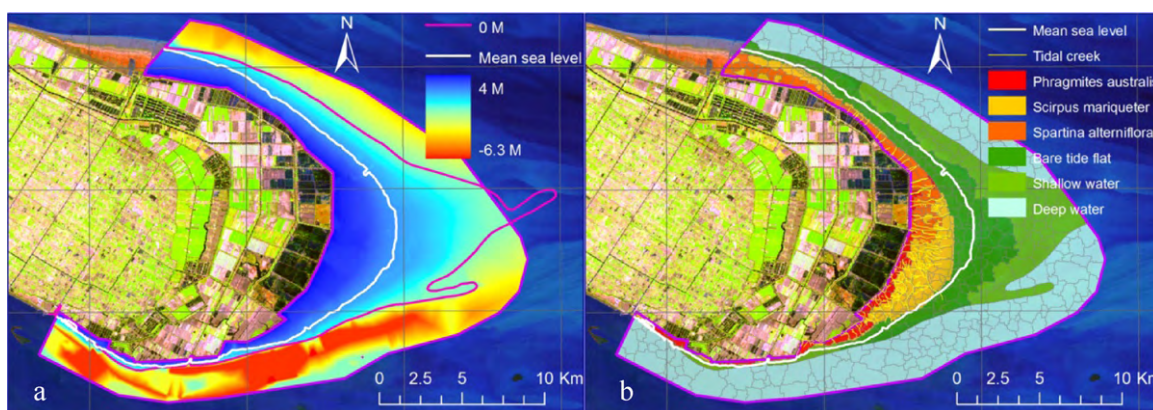 N
0 M
Mean sea level
4 M
-6.3 M
a
0 2.5 5 10 Km
N
Mean sea level
Tidal creek
Phragmites australis
Scirpus mariqueter
Spartina alterniflora
Bare tide flat
Shallow water
Deep water
b
0 2.5 5 10 Km